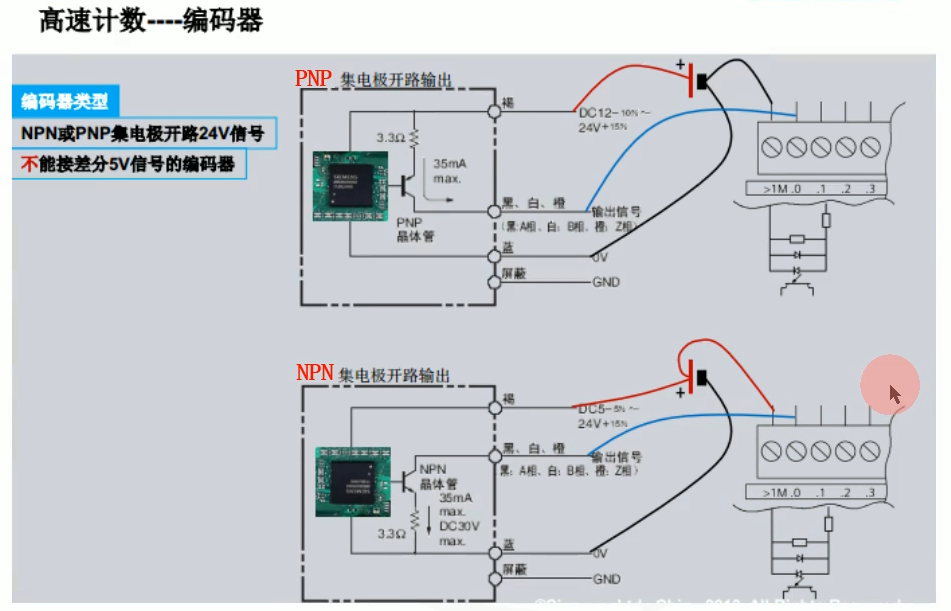 高速计数----编码器
编码器类型
NPN或PNP集电极开路24V信号
不能接差分5V信号的编码器
PNP 集电极开路输出
褐
DC12-10% ~
24V+15%
3.3Ω
35mA
max.
PNP
晶体管
黑、白、橙
输出信号
(黑:A相、白:B相、橙:Z相)
蓝
0V
屏蔽
GND
+
>1M .0 .1 .2 .3
NPN 集电极开路输出
褐
DC5-5% ~
24V+15%
+
黑、白、橙
输出信号
(黑:A相、白:B相、橙:Z相)
NPN
晶体管
35mA
max.
DC30V
max.
3.3Ω
蓝
0V
屏蔽
GND
>1M .0 .1 .2 .3